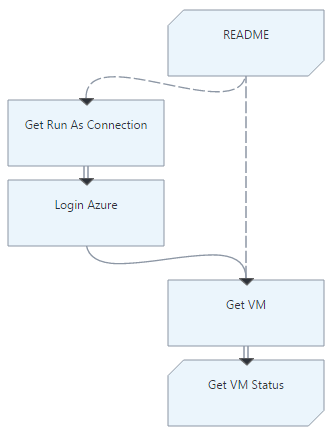 README
Get Run As Connection
Login Azure
Get VM
Get VM Status